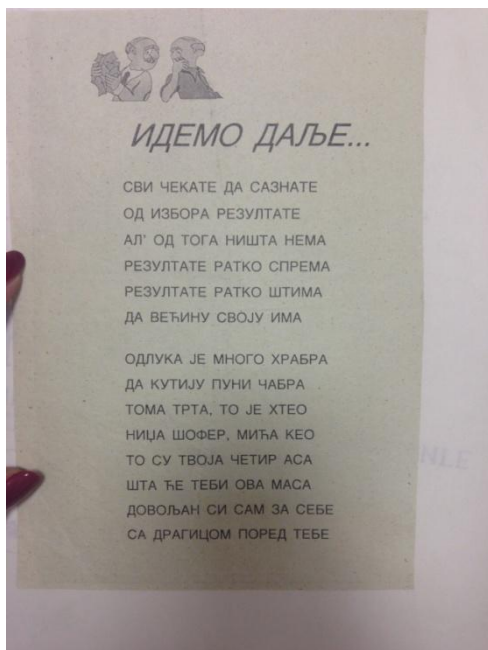 ИДЕМО ДАЉЕ...
СВИ ЧЕКАТЕ ДА САЗНАТЕ
ОД ИЗБОРА РЕЗУЛТАТЕ
АЛ' ОД ТОГА НИШТА НЕМА
РЕЗУЛТАТЕ РАТКО СПРЕМА
РЕЗУЛТАТЕ РАТКО ШТИМА
ДА ВЕЋИНУ СВОЈУ ИМА
ОДЛУКА ЈЕ МНОГО ХРАБРА
ДА КУТИЈУ ПУНИ ЧАБРА
ТОМА ТРТА, ТО ЈЕ ХТЕО
НИЏА ШОФЕР, МИЋА КЕО
ТО СУ ТВОЈА ЧЕТИР АСА
ШТА ЋЕ ТЕБИ ОВА МАСА
ДОВОЉАН СИ САМ ЗА СЕБЕ
СА ДРАГИЦОМ ПОРЕД ТЕБЕ